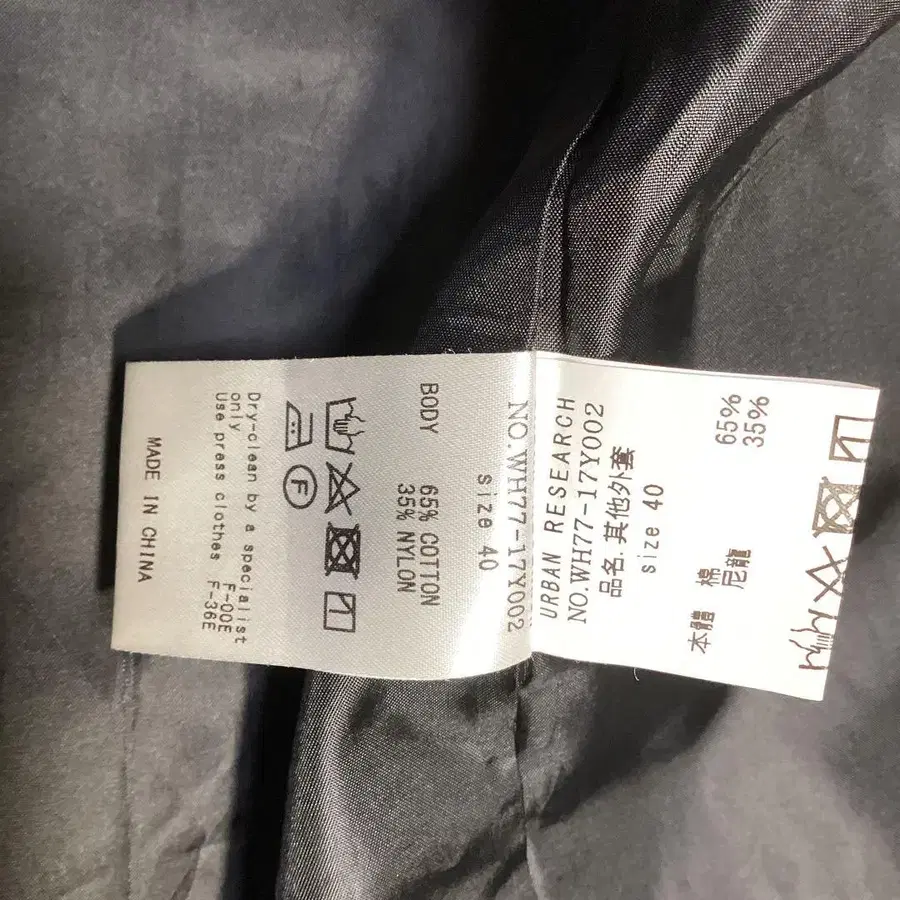 NO.WH77-17Y002
size 40
BODY
65% COTTON
35% NYLON
F
Dry-clean by a specialist
only F-00E
Use press clothes F-36E
MADE IN CHINA
URBAN RESEARCH
NO.WH77-17Y002
品名.其他外套
size 40
本體 棉 65%
尼龍 35%